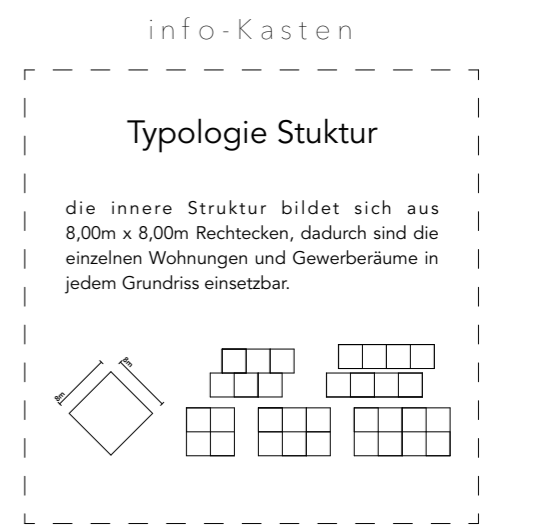 info-Kasten
Typologie Stuktur
die innere Struktur bildet sich aus
8,00m x 8,00m Rechtecken, dadurch sind die
einzelnen Wohnungen und Gewerberäume in
jedem Grundriss einsetzbar.
8m
8m